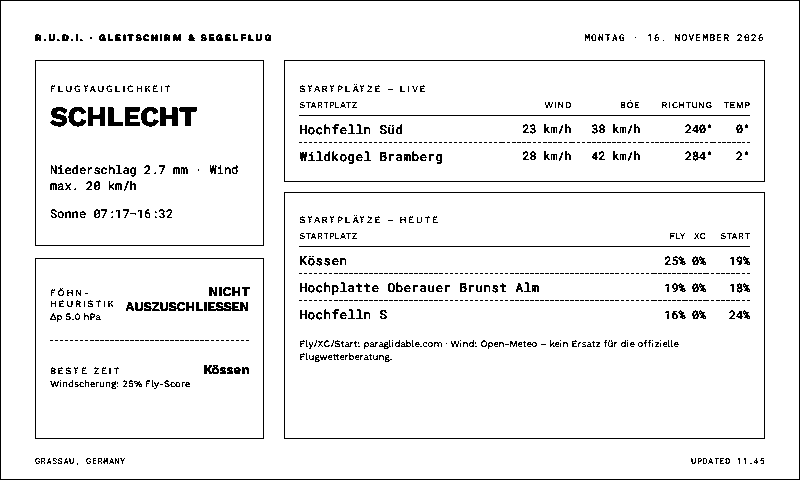 R.U.D.I. · GLEITSCHIRM & SEGELFLUG
MONTAG · 16. NOVEMBER 2026
FLUGTAUGLICHKEIT
SCHLECHT
Niederschlag 2.7 mm · Wind
max. 20 km/h
Sonne 07:17–16:32
FÖHN-
HEURISTIK
Δp 5.0 hPa
NICHT
AUSZUSCHLIESSEN
BESTE ZEIT
Kössen
Windscherung: 25% Fly-Score
STARTPLÄTZE – LIVE
STARTPLATZ WIND BÖE RICHTUNG TEMP
Hochfelln Süd 23 km/h 38 km/h 240° 0°
Wildkogel Bramberg 28 km/h 42 km/h 284° 2°
STARTPLÄTZE – HEUTE
STARTPLATZ FLY XC START
Kössen 25% 0% 19%
Hochplatte Oberauer Brunst Alm 19% 0% 18%
Hochfelln S 16% 0% 24%
Fly/XC/Start: paraglidable.com · Wind: Open-Meteo – kein Ersatz für die offizielle
Flugwetterberatung.
GRASSAU, GERMANY
UPDATED 11.45